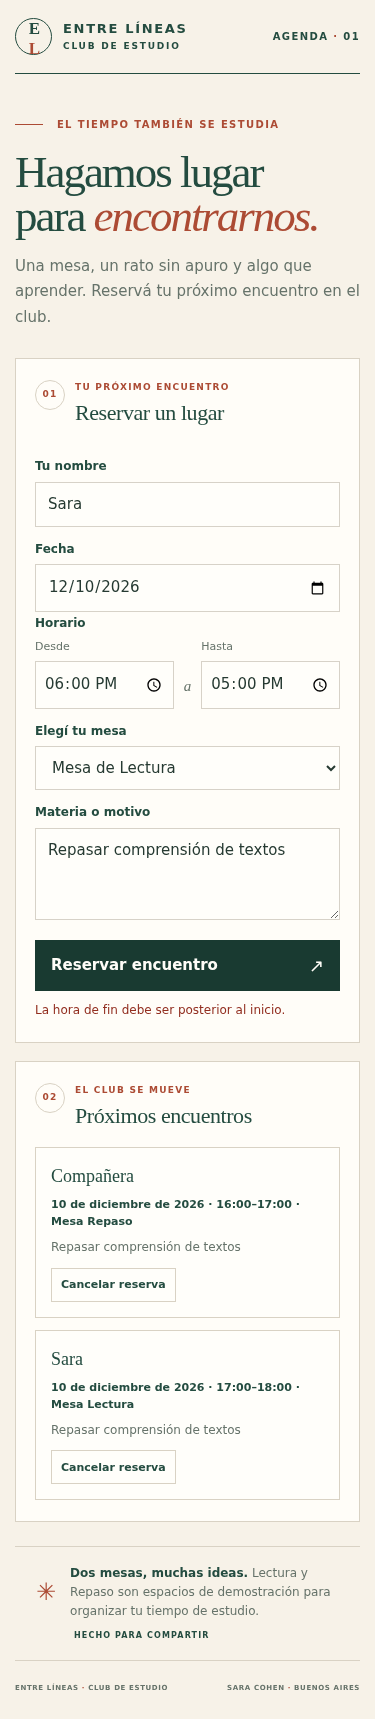 E
L
ENTRE LÍNEAS
CLUB DE ESTUDIO
AGENDA · 01
EL TIEMPO TAMBIÉN SE ESTUDIA
Hagamos lugar
para encontrarnos.
Una mesa, un rato sin apuro y algo que
aprender. Reservá tu próximo encuentro en el
club.
01
TU PRÓXIMO ENCUENTRO
Reservar un lugar
Tu nombre
Sara
Fecha
12/10/2026
Horario
Desde
Hasta
06:00 PM
a
05:00 PM
Elegí tu mesa
Mesa de Lectura
Materia o motivo
Repasar comprensión de textos
Reservar encuentro ↗
La hora de fin debe ser posterior al inicio.
02
EL CLUB SE MUEVE
Próximos encuentros
Compañera
10 de diciembre de 2026 · 16:00–17:00 ·
Mesa Repaso
Repasar comprensión de textos
Cancelar reserva
Sara
10 de diciembre de 2026 · 17:00–18:00 ·
Mesa Lectura
Repasar comprensión de textos
Cancelar reserva
Dos mesas, muchas ideas. Lectura y
Repaso son espacios de demostración para
organizar tu tiempo de estudio.
HECHO PARA COMPARTIR
ENTRE LÍNEAS · CLUB DE ESTUDIO
SARA COHEN · BUENOS AIRES